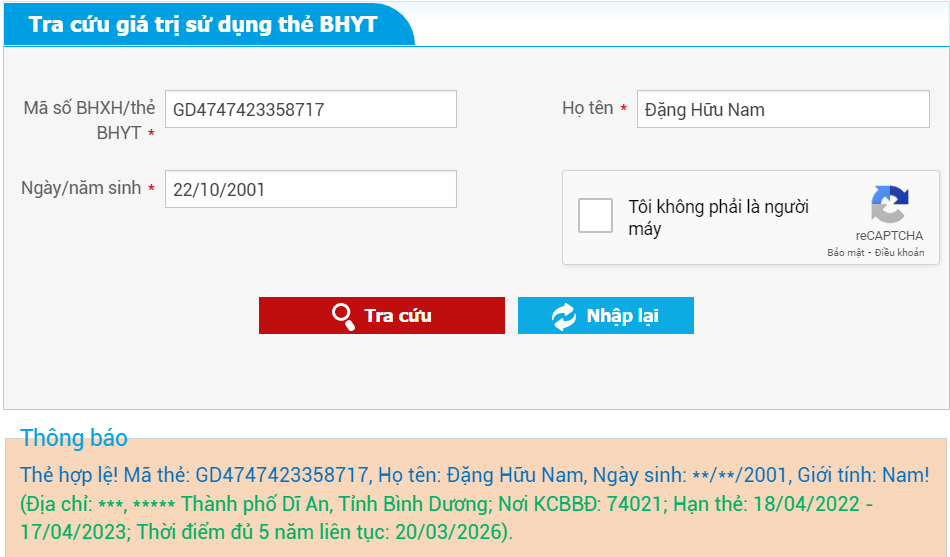 Tra cứu giá trị sử dụng thẻ BHYT
Mã số BHXH/thẻ BHYT * GD4747423358717
Họ tên * Đặng Hữu Nam
Ngày/năm sinh * 22/10/2001
Tôi không phải là người máy
reCAPTCHA
Bảo mật - Điều khoản
Tra cứu
Nhập lại
Thông báo
Thẻ hợp lệ! Mã thẻ: GD4747423358717, Họ tên: Đặng Hữu Nam, Ngày sinh: **/**/2001, Giới tính: Nam!
(Địa chỉ: ***, ***** Thành phố Dĩ An, Tỉnh Bình Dương; Nơi KCBBĐ: 74021; Hạn thẻ: 18/04/2022 -
17/04/2023; Thời điểm đủ 5 năm liên tục: 20/03/2026).